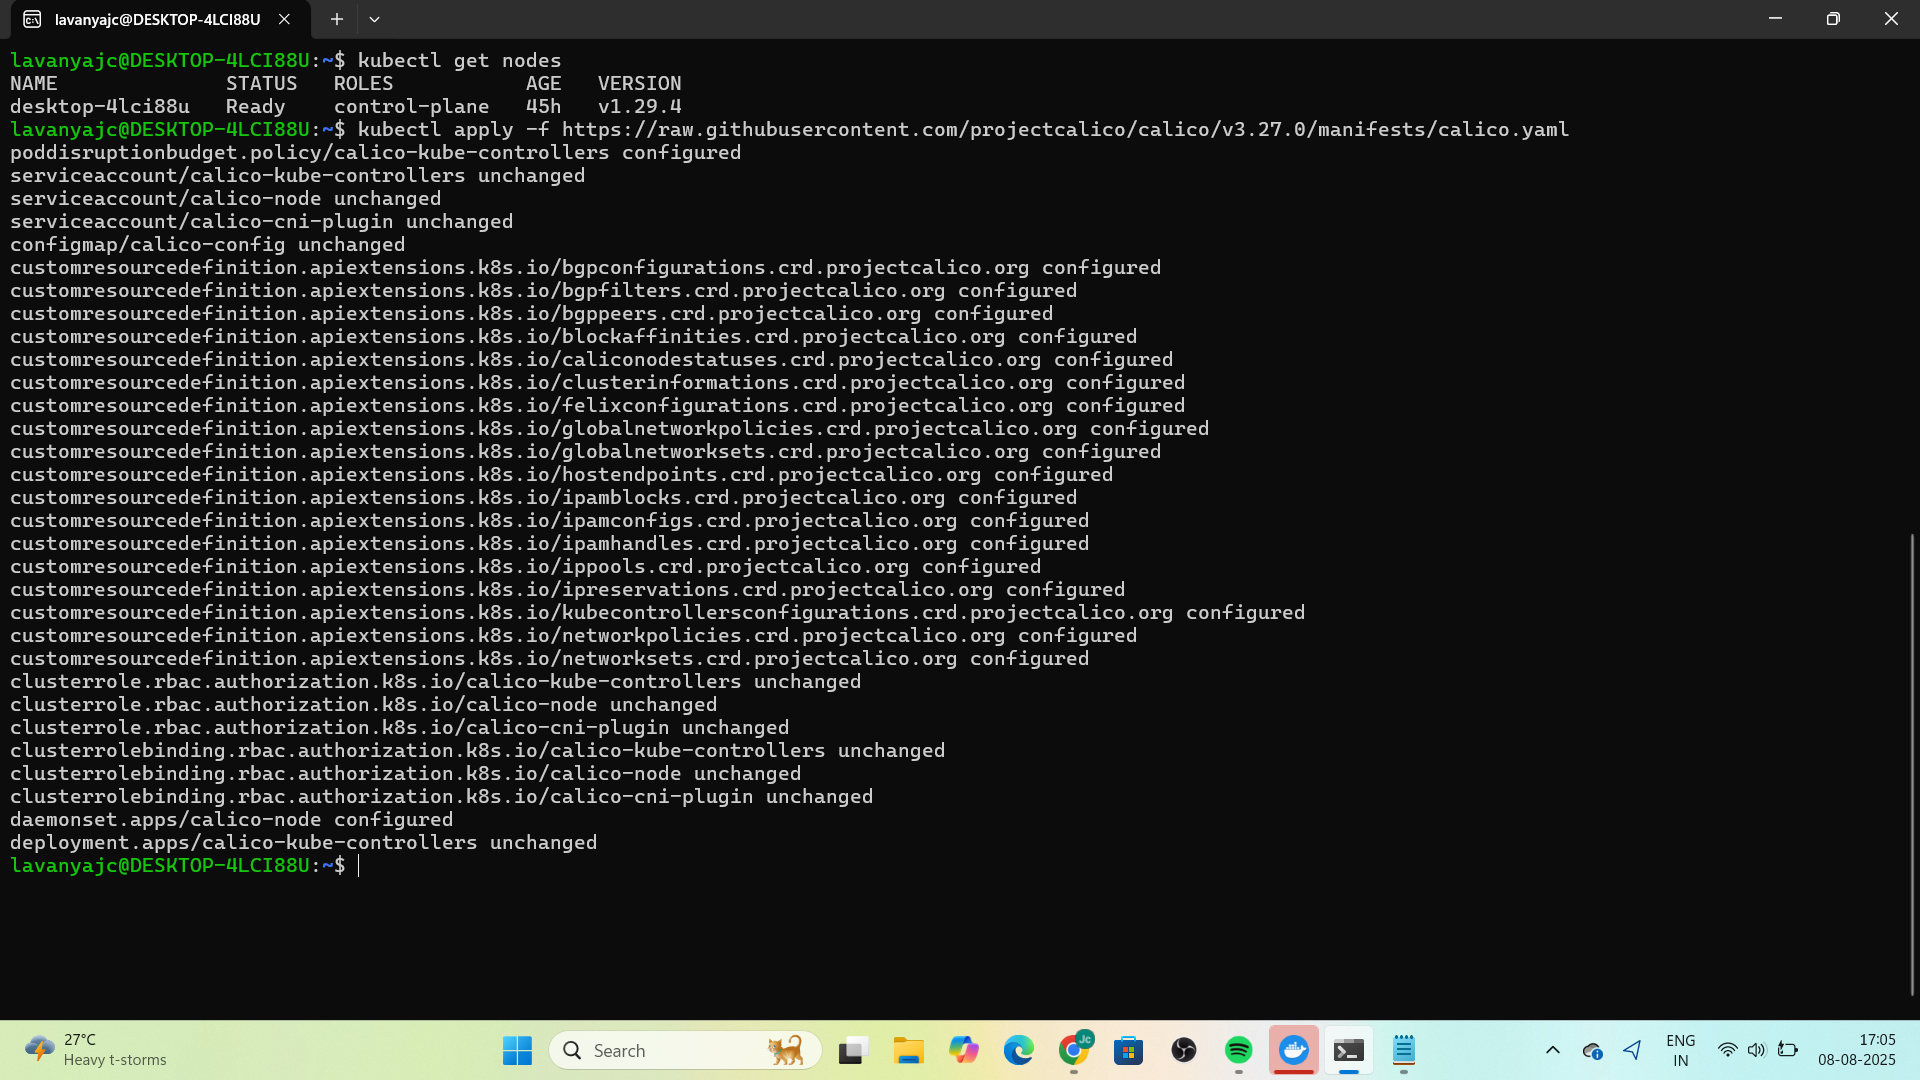 lavanyajc@DESKTOP-4LCI88U
lavanyajc@DESKTOP-4LCI88U:~$ kubectl get nodes
NAME STATUS ROLES AGE VERSION
desktop-4lci88u Ready control-plane 45h v1.29.4
lavanyajc@DESKTOP-4LCI88U:~$ kubectl apply -f https://raw.githubusercontent.com/projectcalico/calico/v3.27.0/manifests/calico.yaml
poddisruptionbudget.policy/calico-kube-controllers configured
serviceaccount/calico-kube-controllers unchanged
serviceaccount/calico-node unchanged
serviceaccount/calico-cni-plugin unchanged
configmap/calico-config unchanged
customresourcedefinition.apiextensions.k8s.io/bgpconfigurations.crd.projectcalico.org configured
customresourcedefinition.apiextensions.k8s.io/bgpfilters.crd.projectcalico.org configured
customresourcedefinition.apiextensions.k8s.io/bgppeers.crd.projectcalico.org configured
customresourcedefinition.apiextensions.k8s.io/blockaffinities.crd.projectcalico.org configured
customresourcedefinition.apiextensions.k8s.io/caliconodestatuses.crd.projectcalico.org configured
customresourcedefinition.apiextensions.k8s.io/clusterinformations.crd.projectcalico.org configured
customresourcedefinition.apiextensions.k8s.io/felixconfigurations.crd.projectcalico.org configured
customresourcedefinition.apiextensions.k8s.io/globalnetworkpolicies.crd.projectcalico.org configured
customresourcedefinition.apiextensions.k8s.io/globalnetworksets.crd.projectcalico.org configured
customresourcedefinition.apiextensions.k8s.io/hostendpoints.crd.projectcalico.org configured
customresourcedefinition.apiextensions.k8s.io/ipamblocks.crd.projectcalico.org configured
customresourcedefinition.apiextensions.k8s.io/ipamconfigs.crd.projectcalico.org configured
customresourcedefinition.apiextensions.k8s.io/ipamhandles.crd.projectcalico.org configured
customresourcedefinition.apiextensions.k8s.io/ippools.crd.projectcalico.org configured
customresourcedefinition.apiextensions.k8s.io/ipreservations.crd.projectcalico.org configured
customresourcedefinition.apiextensions.k8s.io/kubecontrollersconfigurations.crd.projectcalico.org configured
customresourcedefinition.apiextensions.k8s.io/networkpolicies.crd.projectcalico.org configured
customresourcedefinition.apiextensions.k8s.io/networksets.crd.projectcalico.org configured
clusterrole.rbac.authorization.k8s.io/calico-kube-controllers unchanged
clusterrole.rbac.authorization.k8s.io/calico-node unchanged
clusterrole.rbac.authorization.k8s.io/calico-cni-plugin unchanged
clusterrolebinding.rbac.authorization.k8s.io/calico-kube-controllers unchanged
clusterrolebinding.rbac.authorization.k8s.io/calico-node unchanged
clusterrolebinding.rbac.authorization.k8s.io/calico-cni-plugin unchanged
daemonset.apps/calico-node configured
deployment.apps/calico-kube-controllers unchanged
lavanyajc@DESKTOP-4LCI88U:~$
27°C
Heavy t-storms
Search
Jc
ENG
IN
17:05
08-08-2025